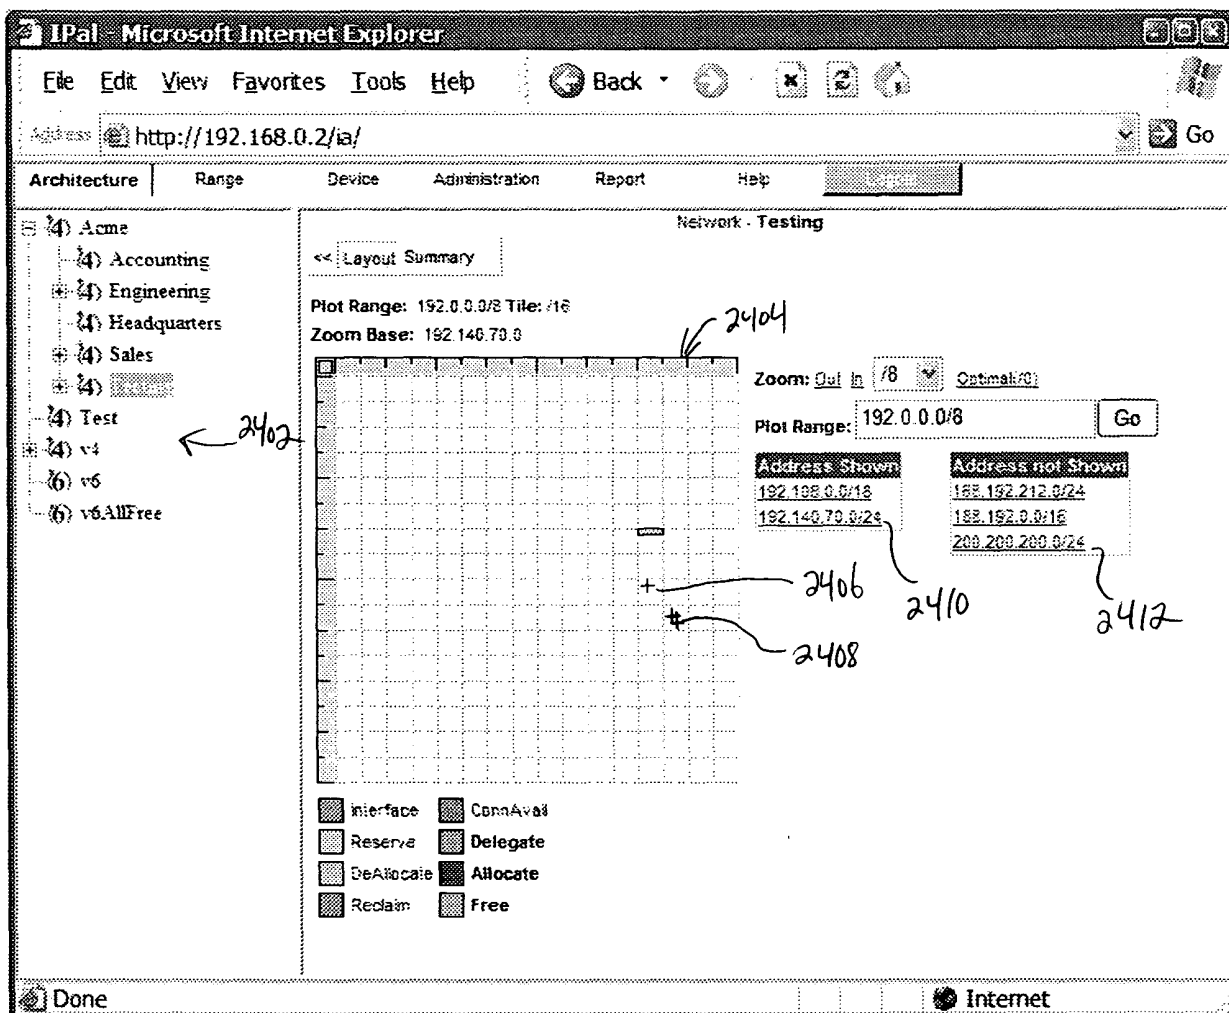 IPal - Microsoft Internet Explorer
File Edit View Favorites Tools Help Back
Address http://192.168.0.2/ia/ Go
Architecture Range Device Administration Report Help
Network - Testing
Acme
Accounting
Engineering
Headquarters
Sales
Test
v4
v6
v6AllFree
<< Layout Summary
Plot Range: 192.0.0.0/8 Tile: /16
Zoom Base: 192.140.70.0
2404
2402
Zoom: Out In /8 Optimal(/0)
Plot Range: 192.0.0.0/8 Go
Address Shown
192.108.0.0/16
192.140.70.0/24
Address not Shown
188.192.212.0/24
188.192.0.0/16
200.200.200.0/24
2406
2408
2410
2412
Interface ConnAvail
Reserve Delegate
DeAllocate Allocate
Reclaim Free
Done Internet